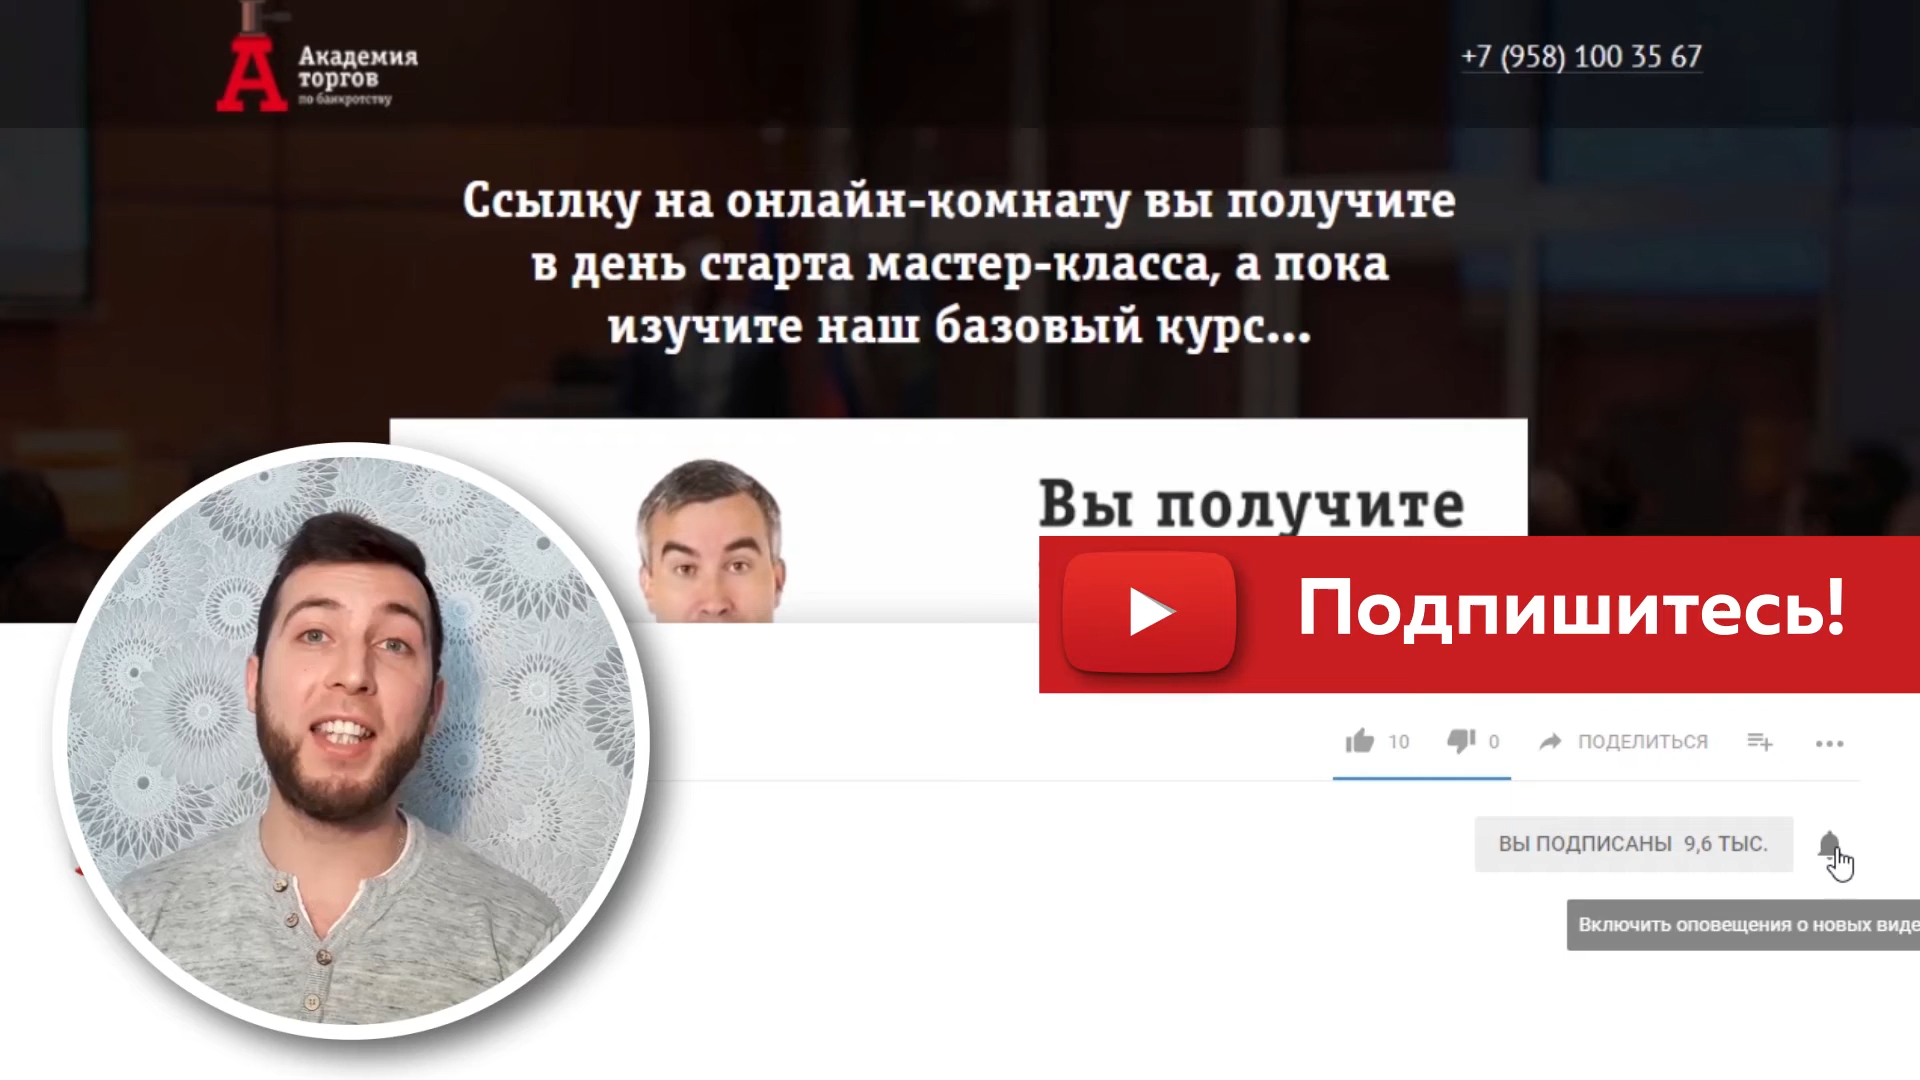 Академия
торгов
по банкротству
+7 (958) 100 35 67
Ссылку на онлайн-комнату вы получите
в день старта мастер-класса, а пока
изучите наш базовый курс...
Вы получите
Подпишитесь!
10
0
ПОДЕЛИТЬСЯ
ВЫ ПОДПИСАНЫ 9,6 ТЫС.
Включить оповещения о новых виде